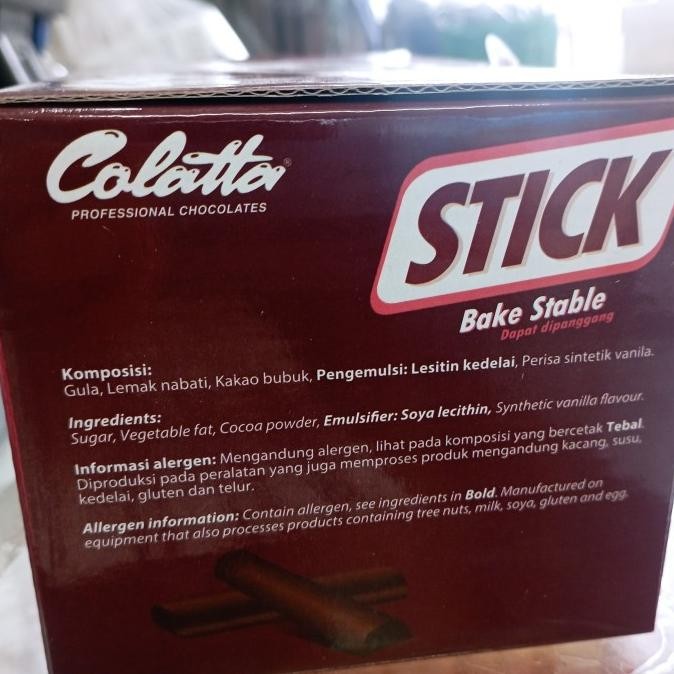 Colatta®
PROFESSIONAL CHOCOLATES
STICK
Bake Stable
Dapat dipanggang
Komposisi:
Gula, Lemak nabati, Kakao bubuk, Pengemulsi: Lesitin kedelai, Perisa sintetik vanila.
Ingredients:
Sugar, Vegetable fat, Cocoa powder, Emulsifier: Soya lecithin, Synthetic vanilla flavour.
Informasi alergen: Mengandung alergen, lihat pada komposisi yang bercetak Tebal.
Diproduksi pada peralatan yang juga memproses produk mengandung kacang, susu,
kedelai, gluten dan telur.
Allergen information: Contain allergen, see ingredients in Bold. Manufactured on
equipment that also processes products containing tree nuts, milk, soya, gluten and egg.